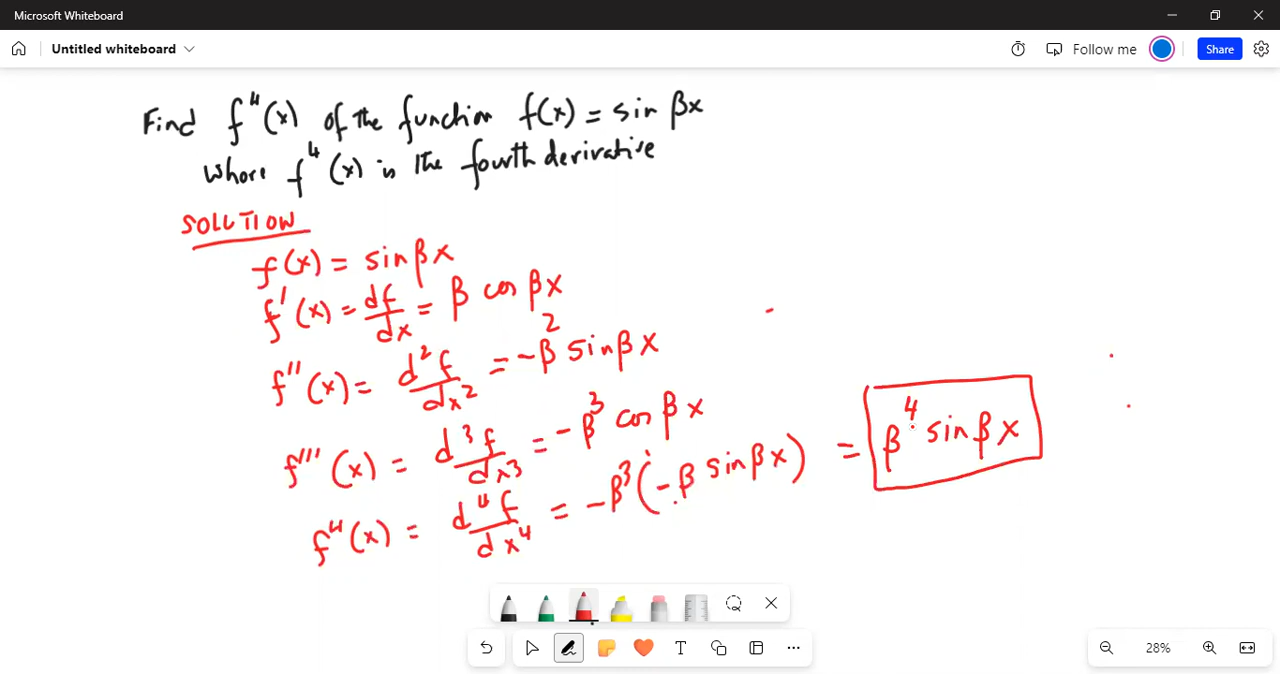 Microsoft Whiteboard
Untitled whiteboard
Follow me
Share
Find f⁴(x) of the function f(x) = sin βx
where f⁴(x) is the fourth derivative
SOLUTION
f(x) = sin βx
f'(x) = df/dx = β cos βx
f''(x) = d²f/dx² = -β² sin βx
f'''(x) = d³f/dx³ = -β³ cos βx
f⁴(x) = d⁴f/dx⁴ = -β³(-β sin βx) = β⁴ sin βx
28%